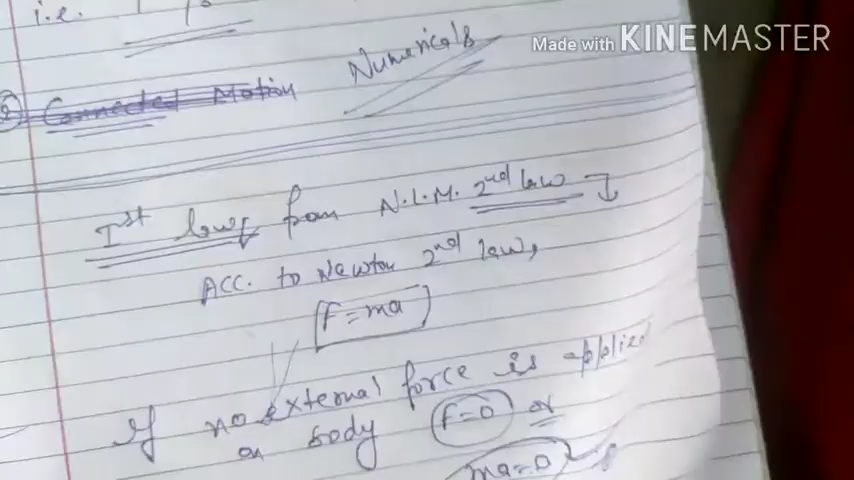 i.e.
Made with KINEMASTER
② Connected Motion Numericals
Ist law from N.L.M. 2nd law
ACC. to Newton 2nd law,
F = ma
If no external force is applied
on body F=0 or
ma=0